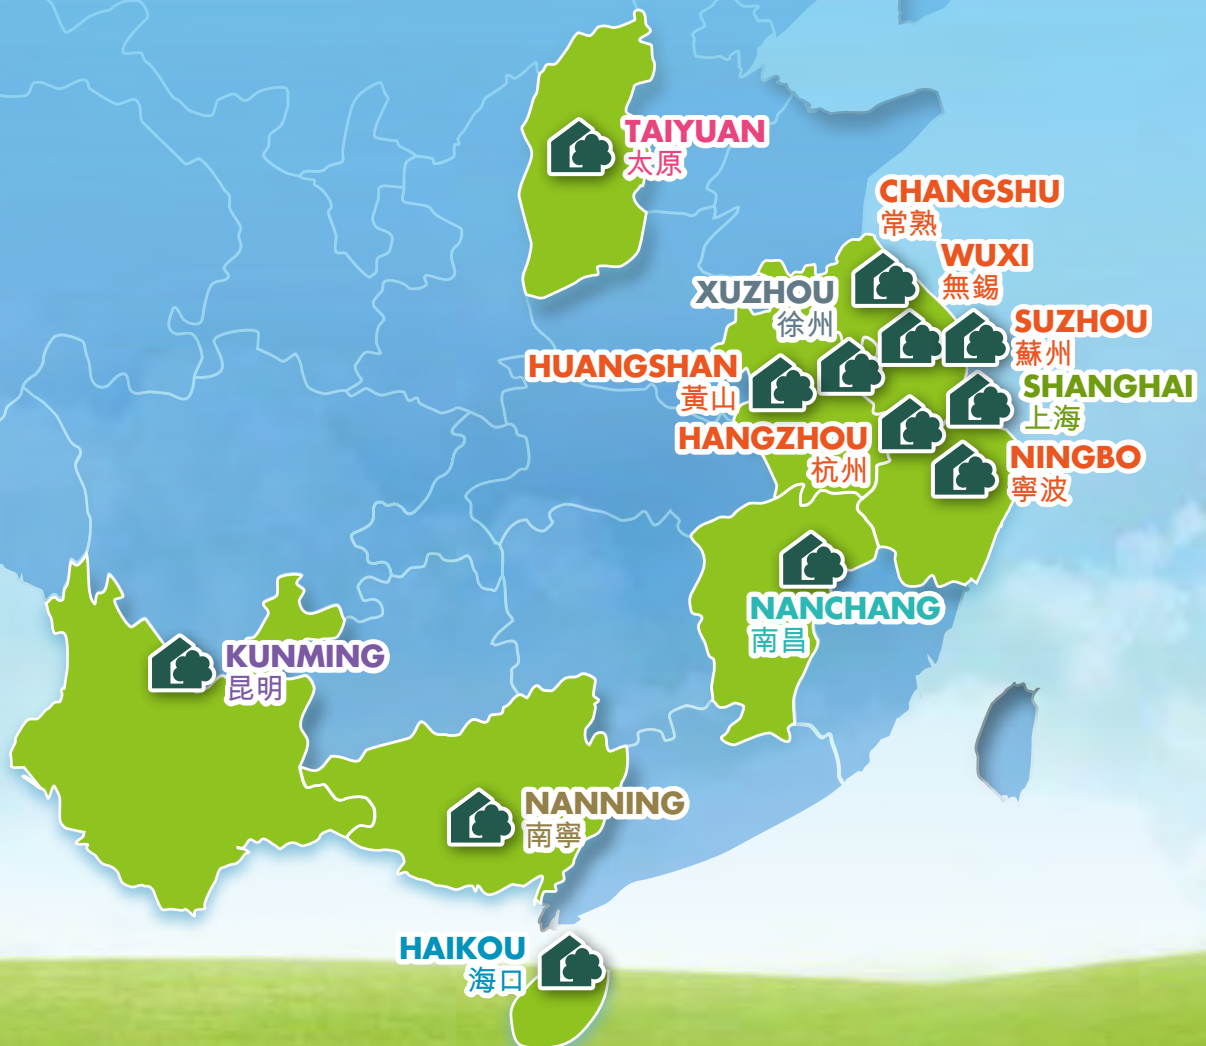 TAIYUAN
太原
CHANGSHU
常熟
WUXI
無錫
XUZHOU
徐州
SUZHOU
蘇州
HUANGSHAN
黃山
SHANGHAI
上海
HANGZHOU
杭州
NINGBO
寧波
NANCHANG
南昌
KUNMING
昆明
NANNING
南寧
HAIKOU
海口